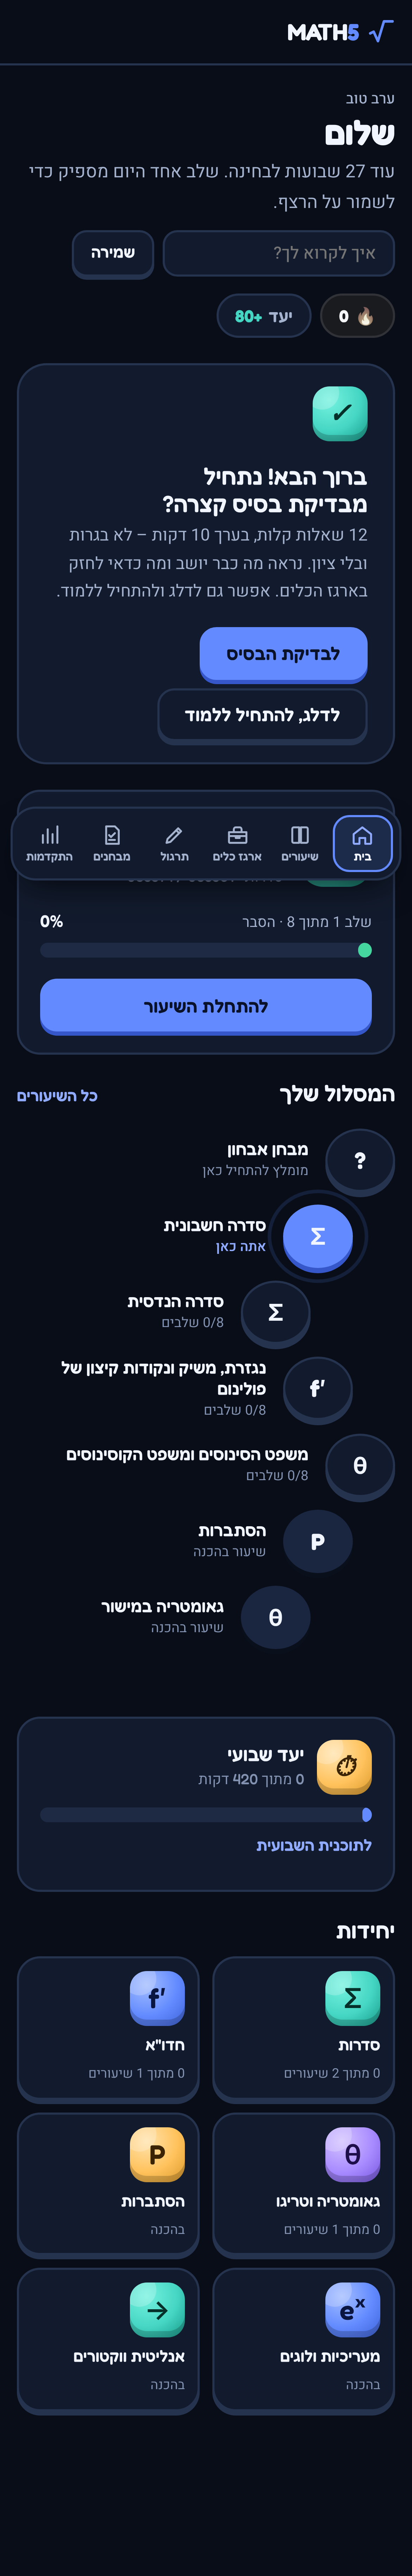 MATH5
ערב טוב
שלום
עוד 27 שבועות לבחינה. שלב אחד היום מספיק כדי
לשמור על הרצף.
איך לקרוא לך?
שמירה
0
יעד 80+
✓
ברוך הבא! נתחיל
מבדיקת בסיס קצרה?
12 שאלות קלות, בערך 10 דקות – לא בגרות
ובלי ציון. נראה מה כבר יושב ומה כדאי לחזק
בארגז הכלים. אפשר גם לדלג ולהתחיל ללמוד.
לבדיקת הבסיס
לדלג, להתחיל ללמוד
בית
שיעורים
ארגז כלים
תרגול
מבחנים
התקדמות
שלב 1 מתוך 8 · הסבר
0%
להתחלת השיעור
המסלול שלך
כל השיעורים
?
מבחן אבחון
מומלץ להתחיל כאן
Σ
סדרה חשבונית
אתה כאן
Σ
סדרה הנדסית
0/8 שלבים
f′
נגזרת, משיק ונקודות קיצון של
פולינום
0/8 שלבים
θ
משפט הסינוסים ומשפט הקוסינוסים
0/8 שלבים
P
הסתברות
שיעור בהכנה
θ
גאומטריה במישור
שיעור בהכנה
יעד שבועי
0 מתוך 420 דקות
לתוכנית השבועית
יחידות
Σ
סדרות
0 מתוך 2 שיעורים
f′
חדו"א
0 מתוך 1 שיעורים
θ
גאומטריה וטריגו
0 מתוך 1 שיעורים
P
הסתברות
בהכנה
eˣ
מעריכיות ולוגים
בהכנה
→
אנליטית ווקטורים
בהכנה